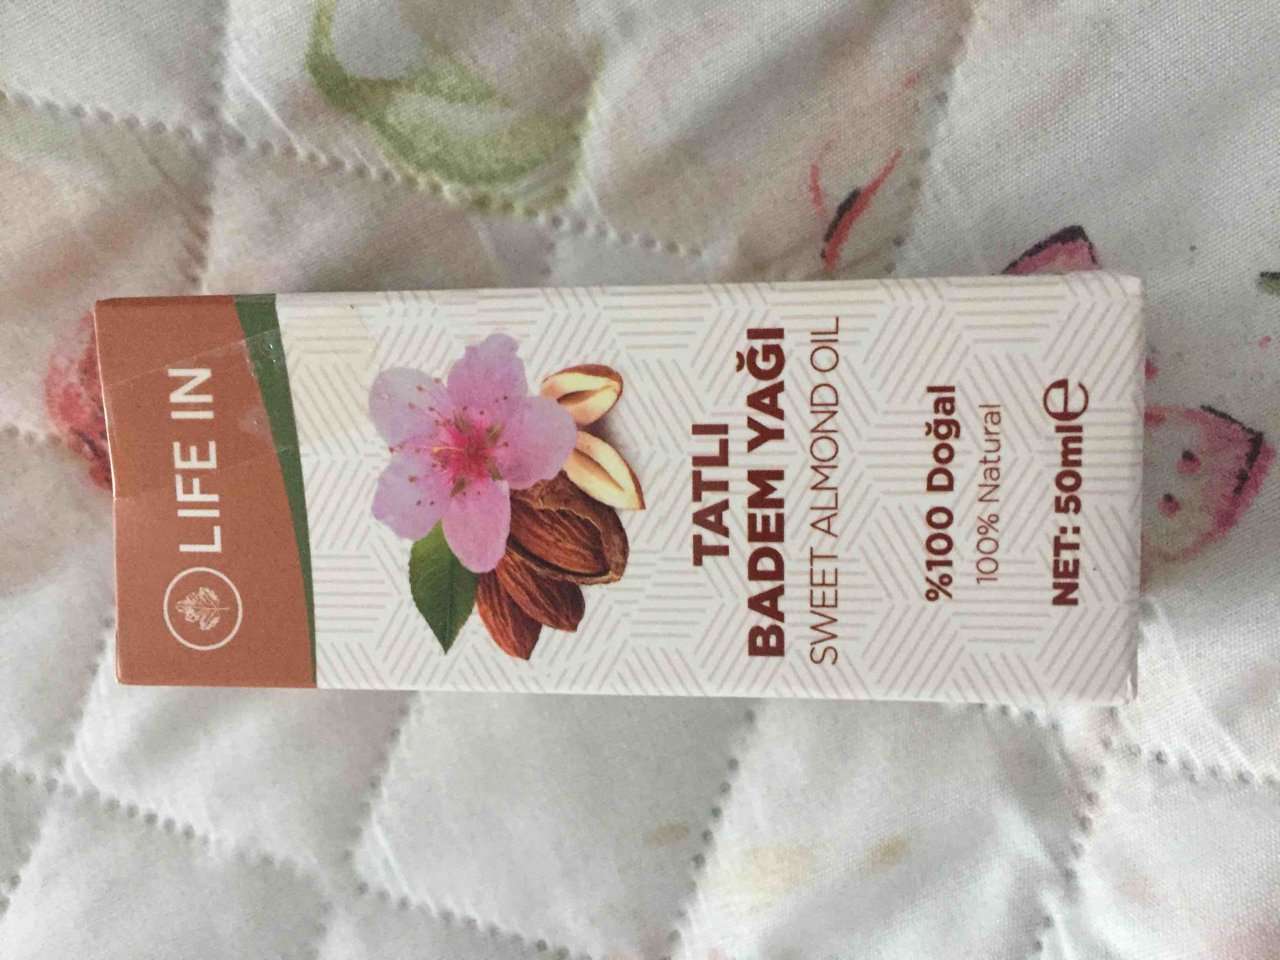 LIFE IN
TATLI
BADEM YAĞI
SWEET ALMOND OIL
%100 Doğal
100% Natural
NET: 50ml℮